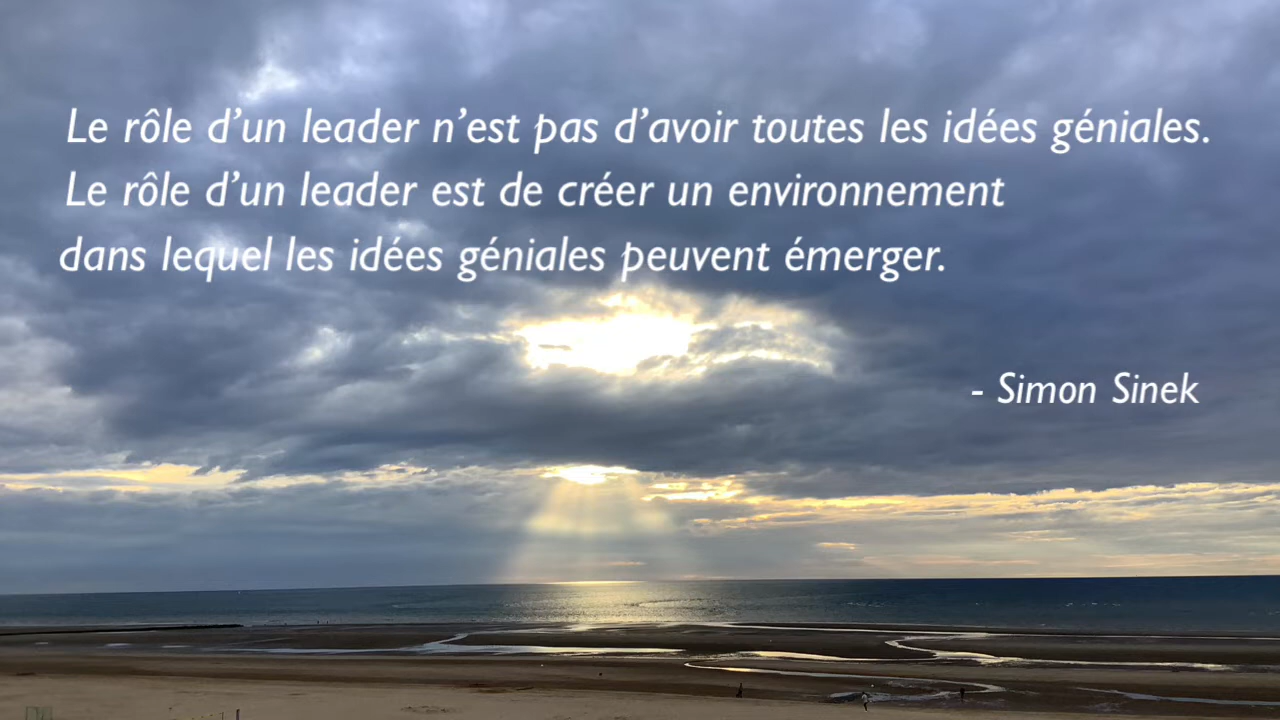 Le rôle d’un leader n’est pas d’avoir toutes les idées géniales.
Le rôle d’un leader est de créer un environnement
dans lequel les idées géniales peuvent émerger.
- Simon Sinek